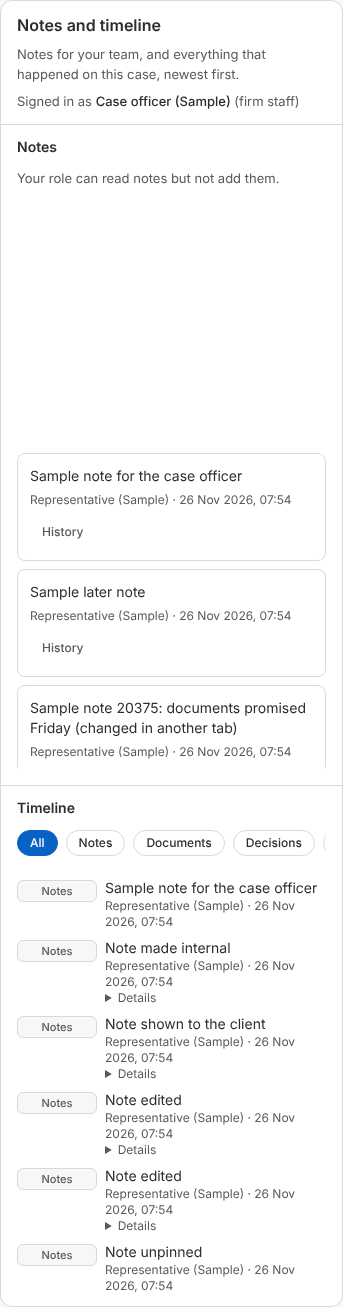 Notes and timeline
Notes for your team, and everything that
happened on this case, newest first.
Signed in as Case officer (Sample) (firm staff)
Notes
Your role can read notes but not add them.
Sample note for the case officer
Representative (Sample) · 26 Nov 2026, 07:54
History
Sample later note
Representative (Sample) · 26 Nov 2026, 07:54
History
Sample note 20375: documents promised
Friday (changed in another tab)
Representative (Sample) · 26 Nov 2026, 07:54
Timeline
All Notes Documents Decisions
Notes Sample note for the case officer
Representative (Sample) · 26 Nov
2026, 07:54
Notes Note made internal
Representative (Sample) · 26 Nov
2026, 07:54
Details
Notes Note shown to the client
Representative (Sample) · 26 Nov
2026, 07:54
Details
Notes Note edited
Representative (Sample) · 26 Nov
2026, 07:54
Details
Notes Note edited
Representative (Sample) · 26 Nov
2026, 07:54
Details
Notes Note unpinned
Representative (Sample) · 26 Nov
2026, 07:54